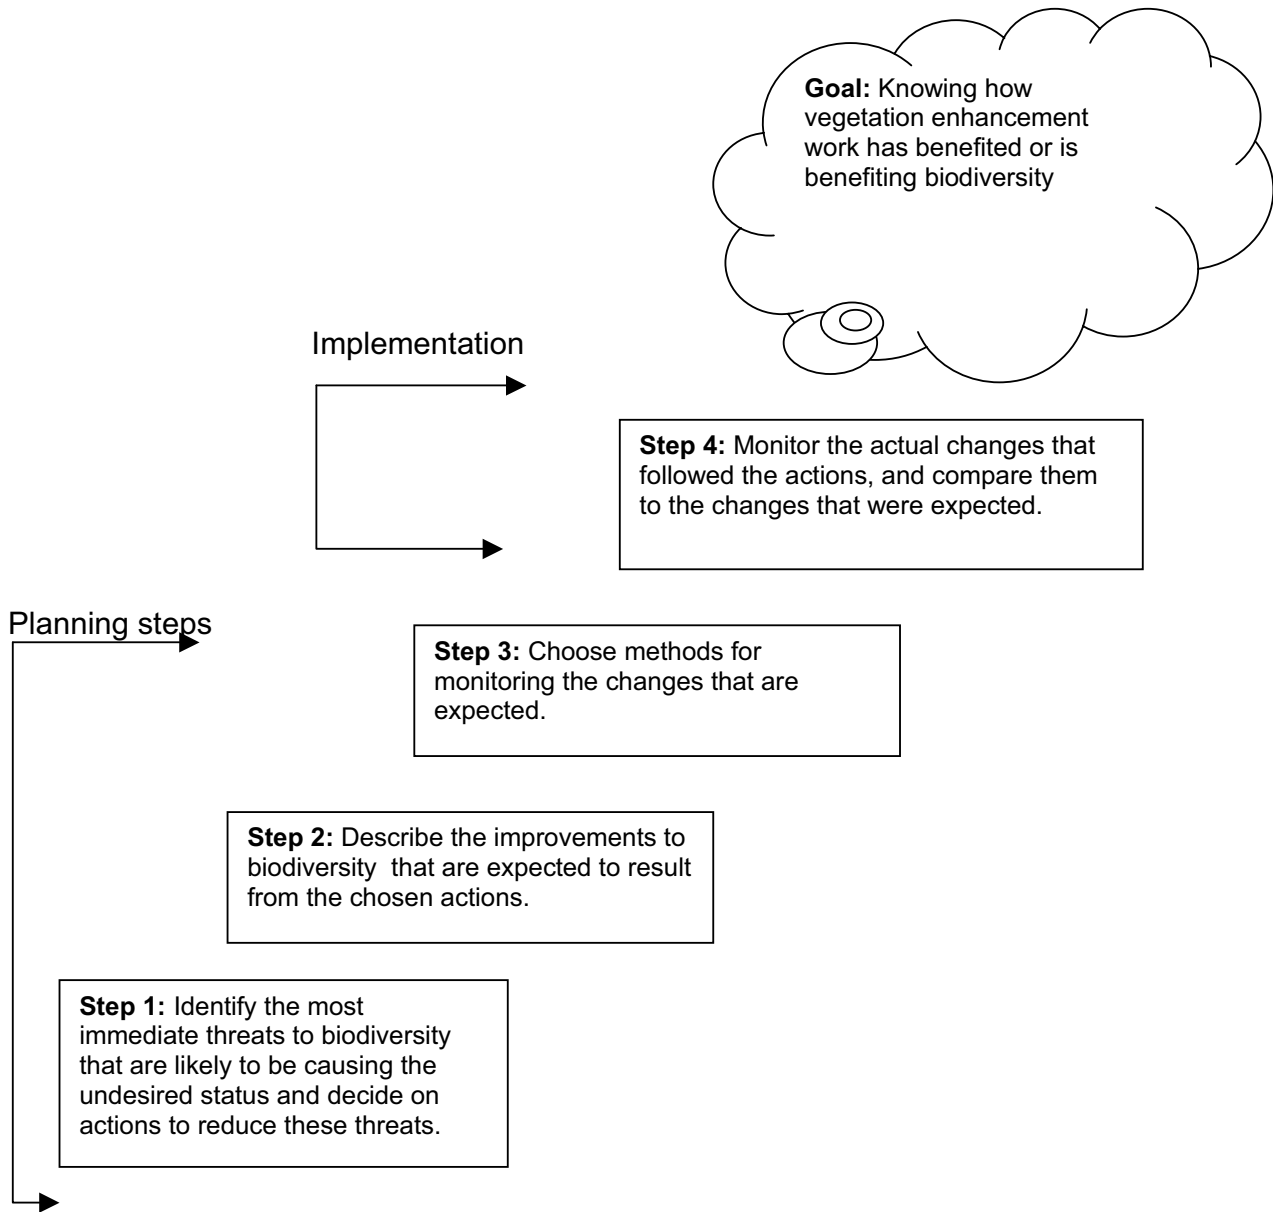 Goal: Knowing how
vegetation enhancement
work has benefited or is
benefiting biodiversity
Implementation
Step 4: Monitor the actual changes that
followed the actions, and compare them
to the changes that were expected.
Planning steps
Step 3: Choose methods for
monitoring the changes that are
expected.
Step 2: Describe the improvements to
biodiversity  that are expected to result
from the chosen actions.
Step 1: Identify the most
immediate threats to biodiversity
that are likely to be causing the
undesired status and decide on
actions to reduce these threats.